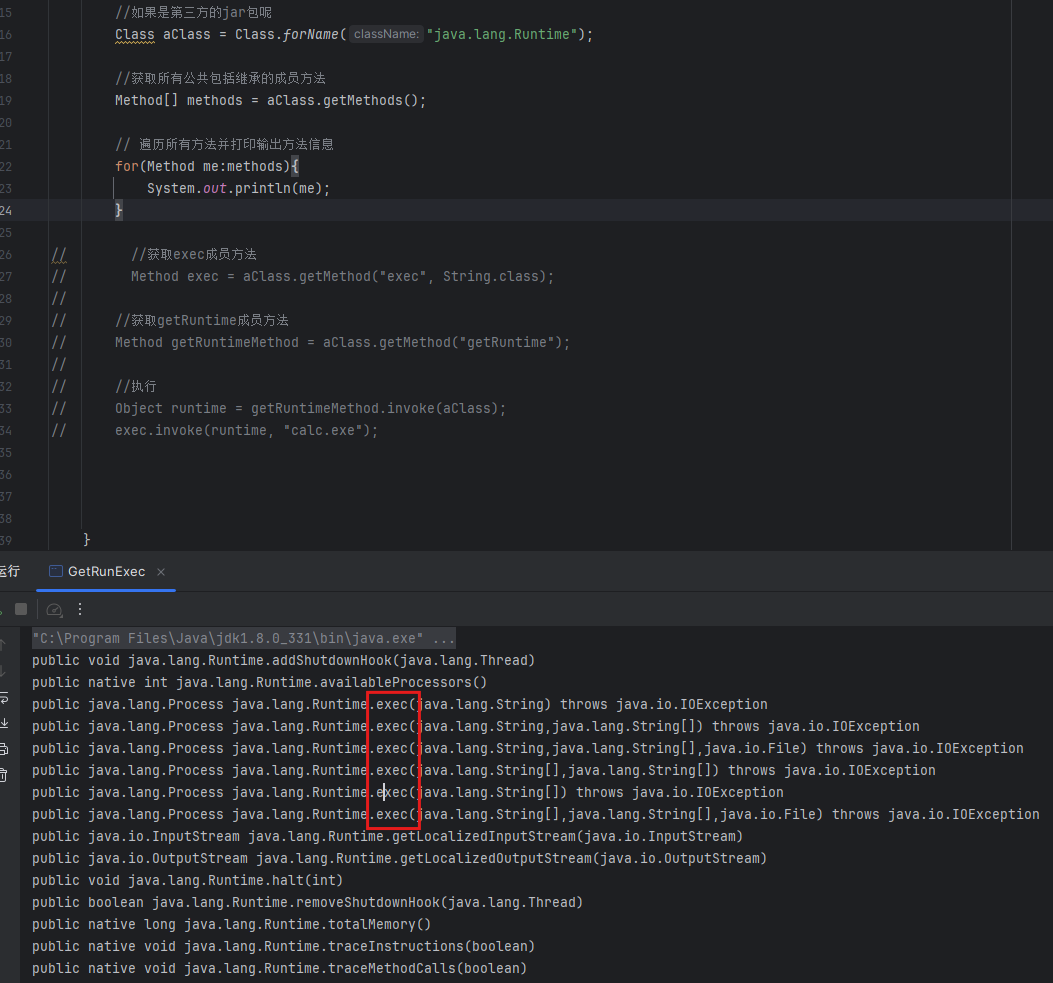 15 //如果是第三方的jar包呢
16 Class aClass = Class.forName( className: "java.lang.Runtime");
17
18 //获取所有公共包括继承的成员方法
19 Method[] methods = aClass.getMethods();
20
21 // 遍历所有方法并打印输出方法信息
22 for(Method me:methods){
23 System.out.println(me);
24 }
25
26 // //获取exec成员方法
27 // Method exec = aClass.getMethod("exec", String.class);
28 //
29 // //获取getRuntime成员方法
30 // Method getRuntimeMethod = aClass.getMethod("getRuntime");
31 //
32 // //执行
33 // Object runtime = getRuntimeMethod.invoke(aClass);
34 // exec.invoke(runtime, "calc.exe");
35
36
37
38
39 }
运行 GetRunExec ×
"C:\Program Files\Java\jdk1.8.0_331\bin\java.exe" ...
public void java.lang.Runtime.addShutdownHook(java.lang.Thread)
public native int java.lang.Runtime.availableProcessors()
public java.lang.Process java.lang.Runtime.exec(java.lang.String) throws java.io.IOException
public java.lang.Process java.lang.Runtime.exec(java.lang.String,java.lang.String[]) throws java.io.IOException
public java.lang.Process java.lang.Runtime.exec(java.lang.String,java.lang.String[],java.io.File) throws java.io.IOException
public java.lang.Process java.lang.Runtime.exec(java.lang.String[],java.lang.String[]) throws java.io.IOException
public java.lang.Process java.lang.Runtime.exec(java.lang.String[]) throws java.io.IOException
public java.lang.Process java.lang.Runtime.exec(java.lang.String[],java.lang.String[],java.io.File) throws java.io.IOException
public java.io.InputStream java.lang.Runtime.getLocalizedInputStream(java.io.InputStream)
public java.io.OutputStream java.lang.Runtime.getLocalizedOutputStream(java.io.OutputStream)
public void java.lang.Runtime.halt(int)
public boolean java.lang.Runtime.removeShutdownHook(java.lang.Thread)
public native long java.lang.Runtime.totalMemory()
public native void java.lang.Runtime.traceInstructions(boolean)
public native void java.lang.Runtime.traceMethodCalls(boolean)